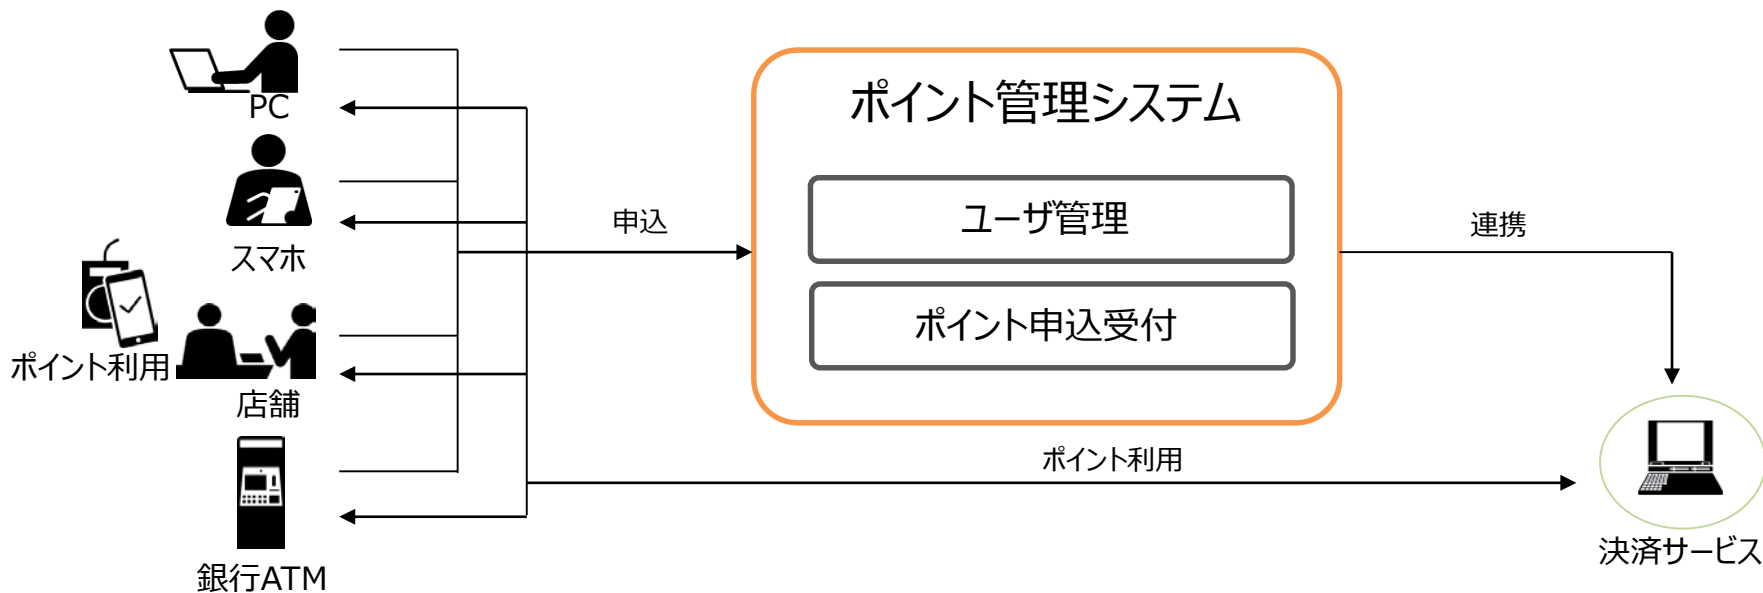 PC
スマホ
ポイント利用
店舗
銀行ATM
申込
ポイント管理システム
ユーザ管理
ポイント申込受付
連携
ポイント利用
決済サービス